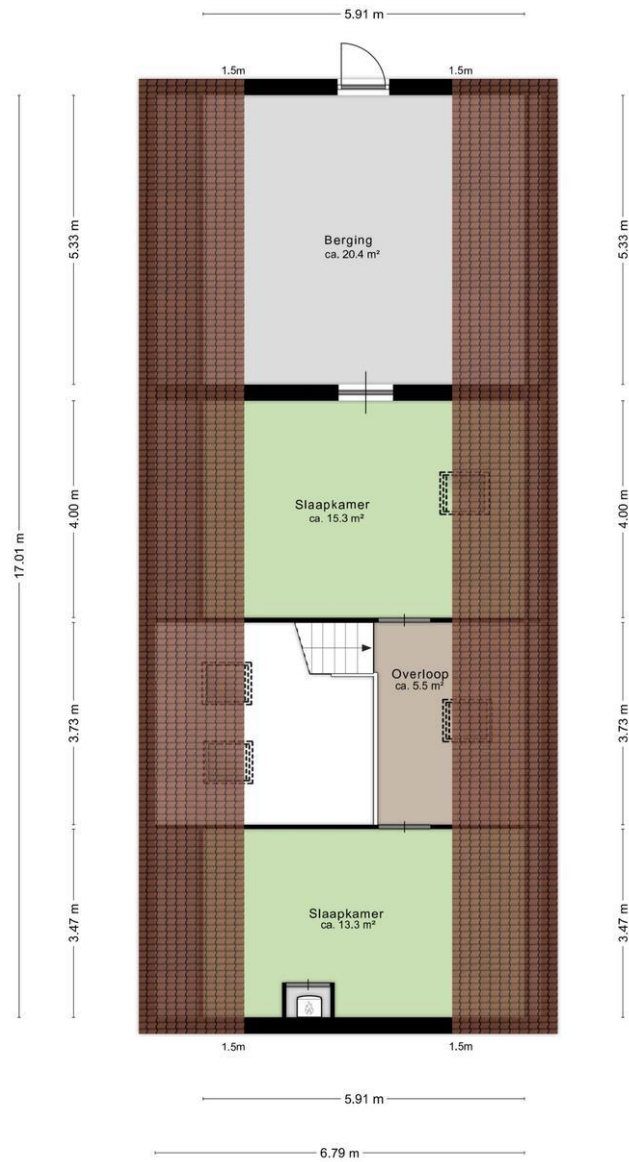 5.91 m
1.5m
1.5m
5.33 m
5.33 m
Berging
ca. 20.4 m²
17.01 m
4.00 m
4.00 m
Slaapkamer
ca. 15.3 m²
Overloop
ca. 5.5 m²
3.73 m
3.73 m
Slaapkamer
ca. 13.3 m²
3.47 m
3.47 m
1.5m
1.5m
5.91 m
6.79 m